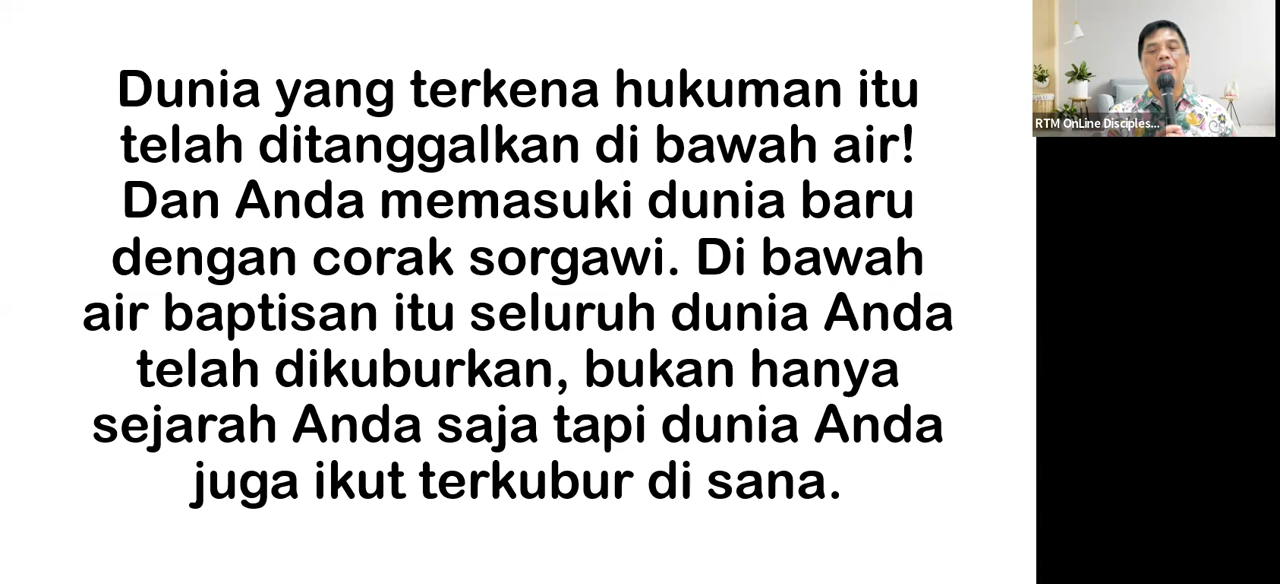 Dunia yang terkena hukuman itu
telah ditanggalkan di bawah air!
Dan Anda memasuki dunia baru
dengan corak sorgawi. Di bawah
air baptisan itu seluruh dunia Anda
telah dikuburkan, bukan hanya
sejarah Anda saja tapi dunia Anda
juga ikut terkubur di sana.
RTM OnLine Disciples...